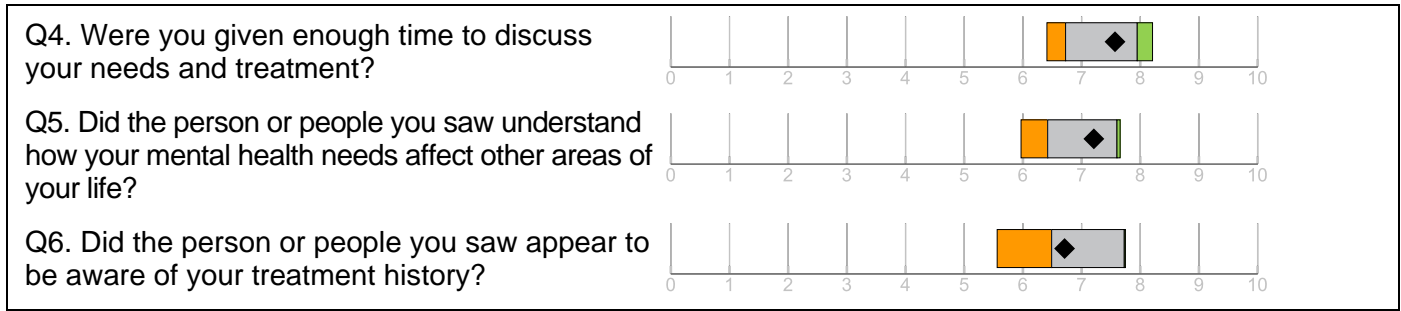 Q4. Were you given enough time to discuss
your needs and treatment?
0 1 2 3 4 5 6 7 8 9 10
Q5. Did the person or people you saw understand
how your mental health needs affect other areas of
your life?
0 1 2 3 4 5 6 7 8 9 10
Q6. Did the person or people you saw appear to
be aware of your treatment history?
0 1 2 3 4 5 6 7 8 9 10